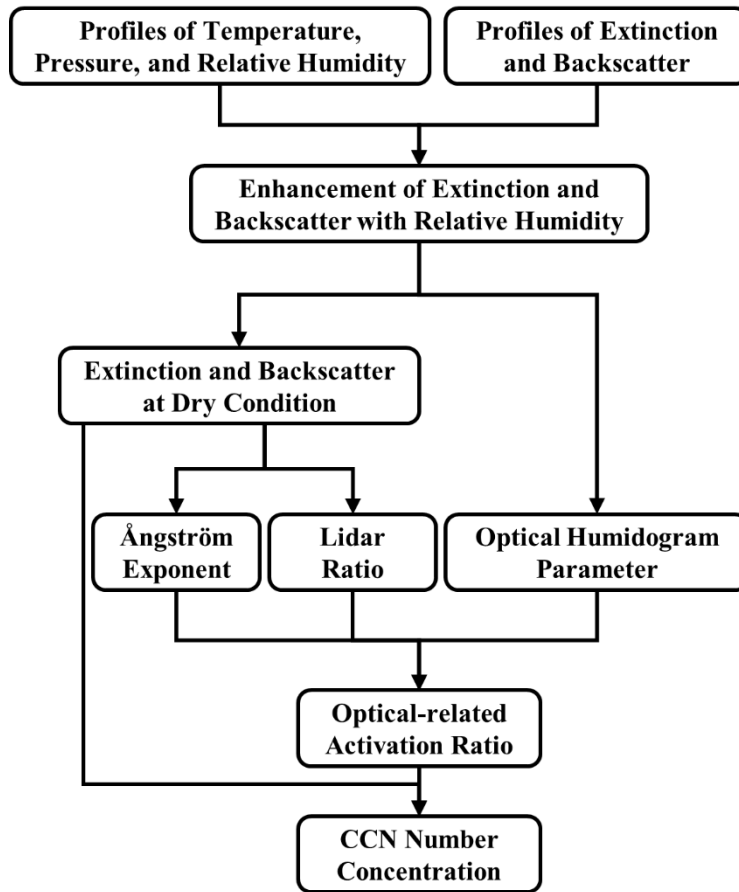 Profiles of Temperature,
Pressure, and Relative Humidity
Profiles of Extinction
and Backscatter
Enhancement of Extinction and
Backscatter with Relative Humidity
Extinction and Backscatter
at Dry Condition
Ångström
Exponent
Lidar
Ratio
Optical Humidogram
Parameter
Optical-related
Activation Ratio
CCN Number
Concentration